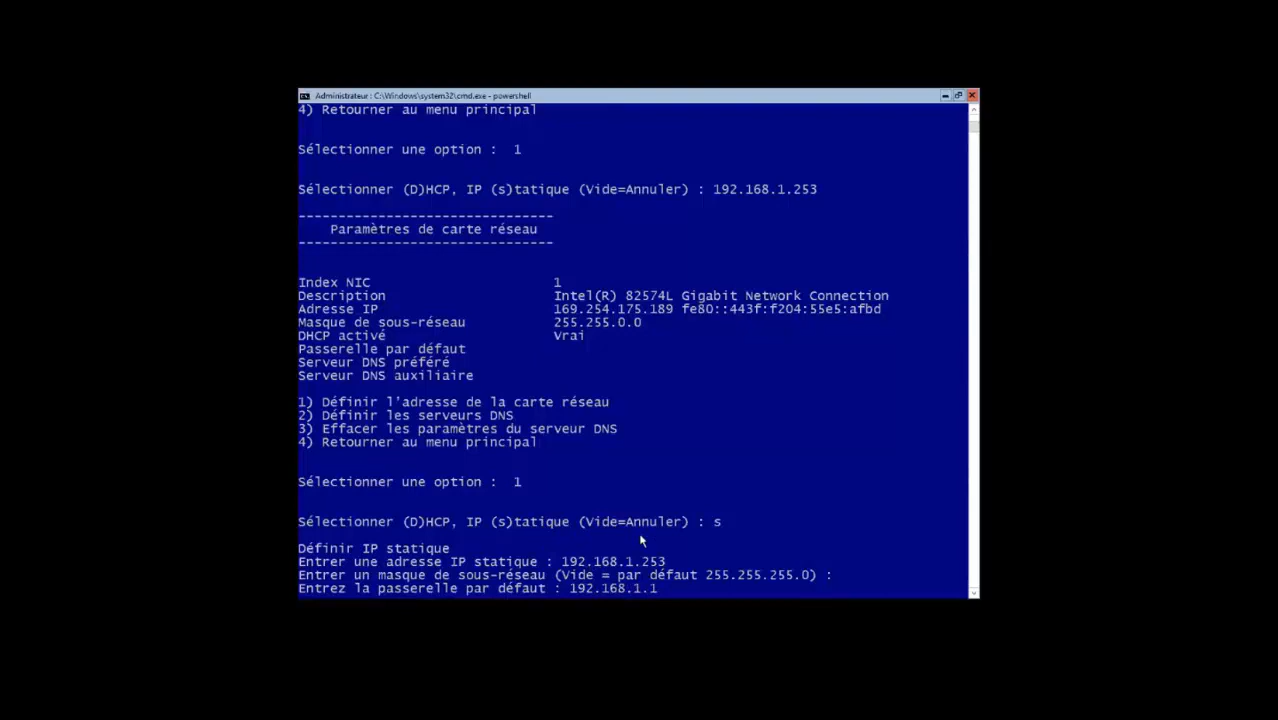 Administrateur : C:\Windows\system32\cmd.exe - powershell
4) Retourner au menu principal
Sélectionner une option :  1
Sélectionner (D)HCP, IP (s)tatique (Vide=Annuler) : 192.168.1.253
--------------------------------
Paramètres de carte réseau
--------------------------------
Index NIC 1
Description Intel(R) 82574L Gigabit Network Connection
Adresse IP 169.254.175.189 fe80::443f:f204:55e5:afbd
Masque de sous-réseau 255.255.0.0
DHCP activé Vrai
Passerelle par défaut
Serveur DNS préféré
Serveur DNS auxiliaire
1) Définir l'adresse de la carte réseau
2) Définir les serveurs DNS
3) Effacer les paramètres du serveur DNS
4) Retourner au menu principal
Sélectionner une option :  1
Sélectionner (D)HCP, IP (s)tatique (Vide=Annuler) : s
Définir IP statique
Entrer une adresse IP statique : 192.168.1.253
Entrer un masque de sous-réseau (Vide = par défaut 255.255.255.0) :
Entrez la passerelle par défaut : 192.168.1.1